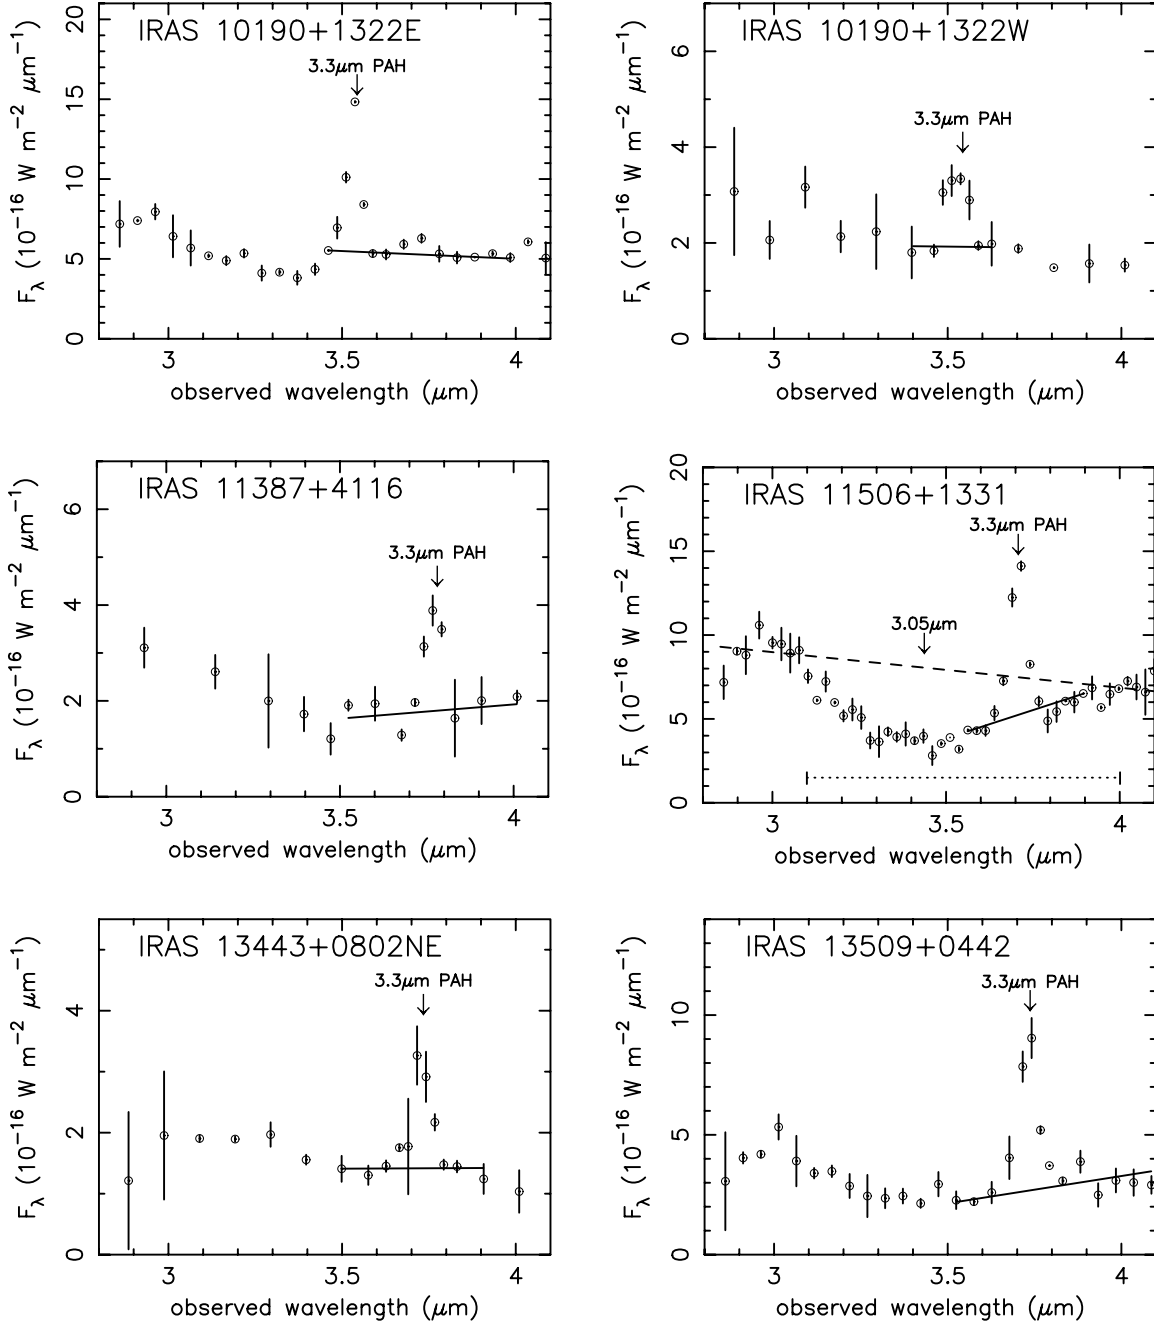 IRAS 10190+1322E
3.3μm PAH
F_λ (10^−16 W m^−2 μm^−1)
0 5 10 15 20
3 3.5 4
observed wavelength (μm)
IRAS 10190+1322W
3.3μm PAH
F_λ (10^−16 W m^−2 μm^−1)
0 2 4 6
3 3.5 4
observed wavelength (μm)
IRAS 11387+4116
3.3μm PAH
F_λ (10^−16 W m^−2 μm^−1)
0 2 4 6
3 3.5 4
observed wavelength (μm)
IRAS 11506+1331
3.3μm PAH
3.05μm
F_λ (10^−16 W m^−2 μm^−1)
0 5 10 15 20
3 3.5 4
observed wavelength (μm)
IRAS 13443+0802NE
3.3μm PAH
F_λ (10^−16 W m^−2 μm^−1)
0 2 4
3 3.5 4
observed wavelength (μm)
IRAS 13509+0442
3.3μm PAH
F_λ (10^−16 W m^−2 μm^−1)
0 5 10
3 3.5 4
observed wavelength (μm)